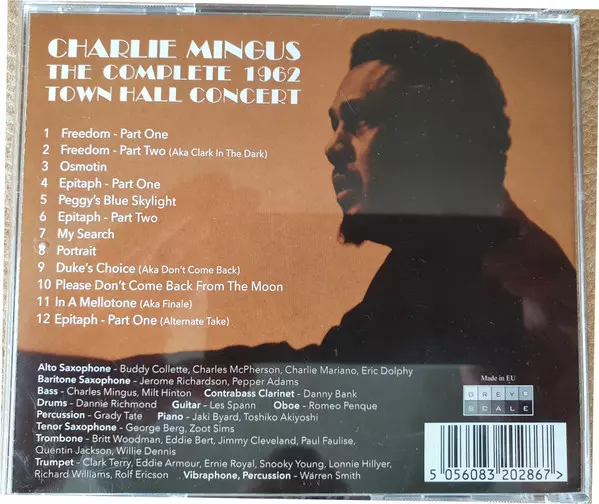 CHARLIE MINGUS
THE COMPLETE 1962
TOWN HALL CONCERT
1 Freedom - Part One
2 Freedom - Part Two (Aka Clark In The Dark)
3 Osmotin
4 Epitaph - Part One
5 Peggy's Blue Skylight
6 Epitaph - Part Two
7 My Search
8 Portrait
9 Duke's Choice (Aka Don't Come Back)
10 Please Don't Come Back From The Moon
11 In A Mellotone (Aka Finale)
12 Epitaph - Part One (Alternate Take)
Alto Saxophone - Buddy Collette, Charles McPherson, Charlie Mariano, Eric Dolphy
Baritone Saxophone - Jerome Richardson, Pepper Adams
Bass - Charles Mingus, Milt Hinton Contrabass Clarinet - Danny Bank
Drums - Dannie Richmond Guitar - Les Spann Oboe - Romeo Penque
Percussion - Grady Tate Piano - Jaki Byard, Toshiko Akiyoshi
Tenor Saxophone - George Berg, Zoot Sims
Trombone - Britt Woodman, Eddie Bert, Jimmy Cleveland, Paul Faulise,
Quentin Jackson, Willie Dennis
Trumpet - Clark Terry, Eddie Armour, Ernie Royal, Snooky Young, Lonnie Hillyer,
Richard Williams, Rolf Ericson Vibraphone, Percussion - Warren Smith
Made in EU
GREY
SCALE
5 056083 202867 >